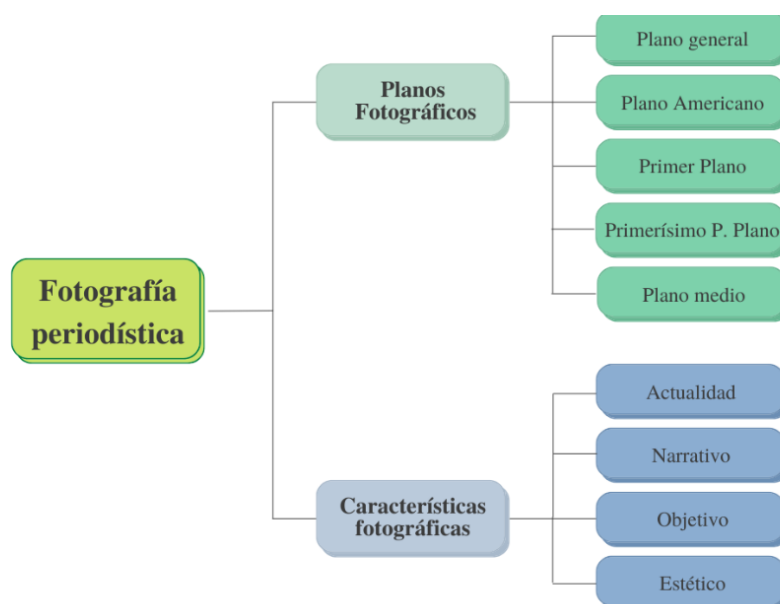 Fotografía
periodística
Planos
Fotográficos
Plano general
Plano Americano
Primer Plano
Primerísimo P. Plano
Plano medio
Características
fotográficas
Actualidad
Narrativo
Objetivo
Estético